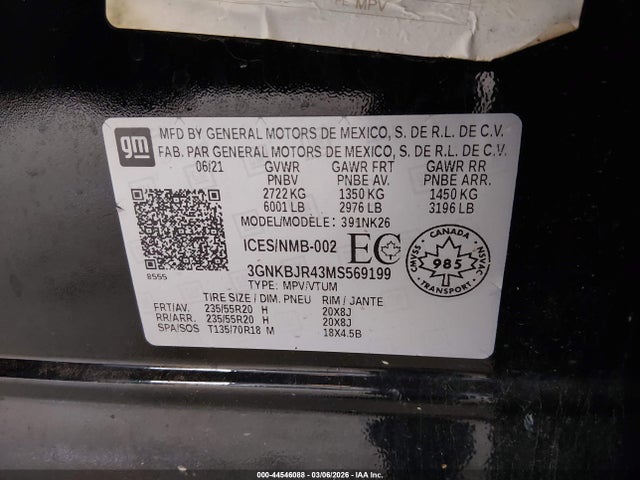 TYPE MPV
gm
MFD BY GENERAL MOTORS DE MEXICO, S. DE R.L. DE C.V.
FAB. PAR GENERAL MOTORS DE MEXICO, S. DE R.L. DE C.V.
06/21 GVWR GAWR FRT GAWR RR
PNBV PNBE AV. PNBE ARR.
2722 KG 1350 KG 1450 KG
6001 LB 2976 LB 3196 LB
MODEL/MODÈLE: 391NK26
ICES/NMB-002 EC
CANADA
CMVSS 985 NSVAC
TRANSPORT
8555
3GNKBJR43MS569199
TYPE: MPV/VTUM
TIRE SIZE / DIM. PNEU RIM / JANTE
FRT/AV. 235/55R20 H 20X8J
RR/ARR. 235/55R20 H 20X8J
SPA/SOS T135/70R18 M 18X4.5B
000-44546088 — 03/06/2026 — IAA Inc.